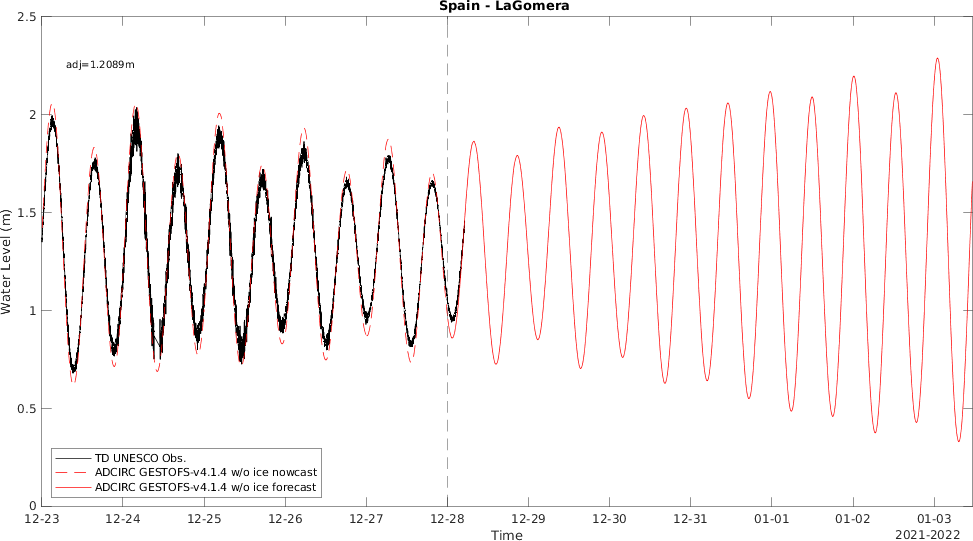 Spain - LaGomera
2.5
adj=1.2089m
2
1.5
1
0.5
0
Water Level (m)
TD UNESCO Obs.
ADCIRC GESTOFS-v4.1.4 w/o ice nowcast
ADCIRC GESTOFS-v4.1.4 w/o ice forecast
12-23 12-24 12-25 12-26 12-27 12-28 12-29 12-30 12-31 01-01 01-02 01-03
Time
2021-2022